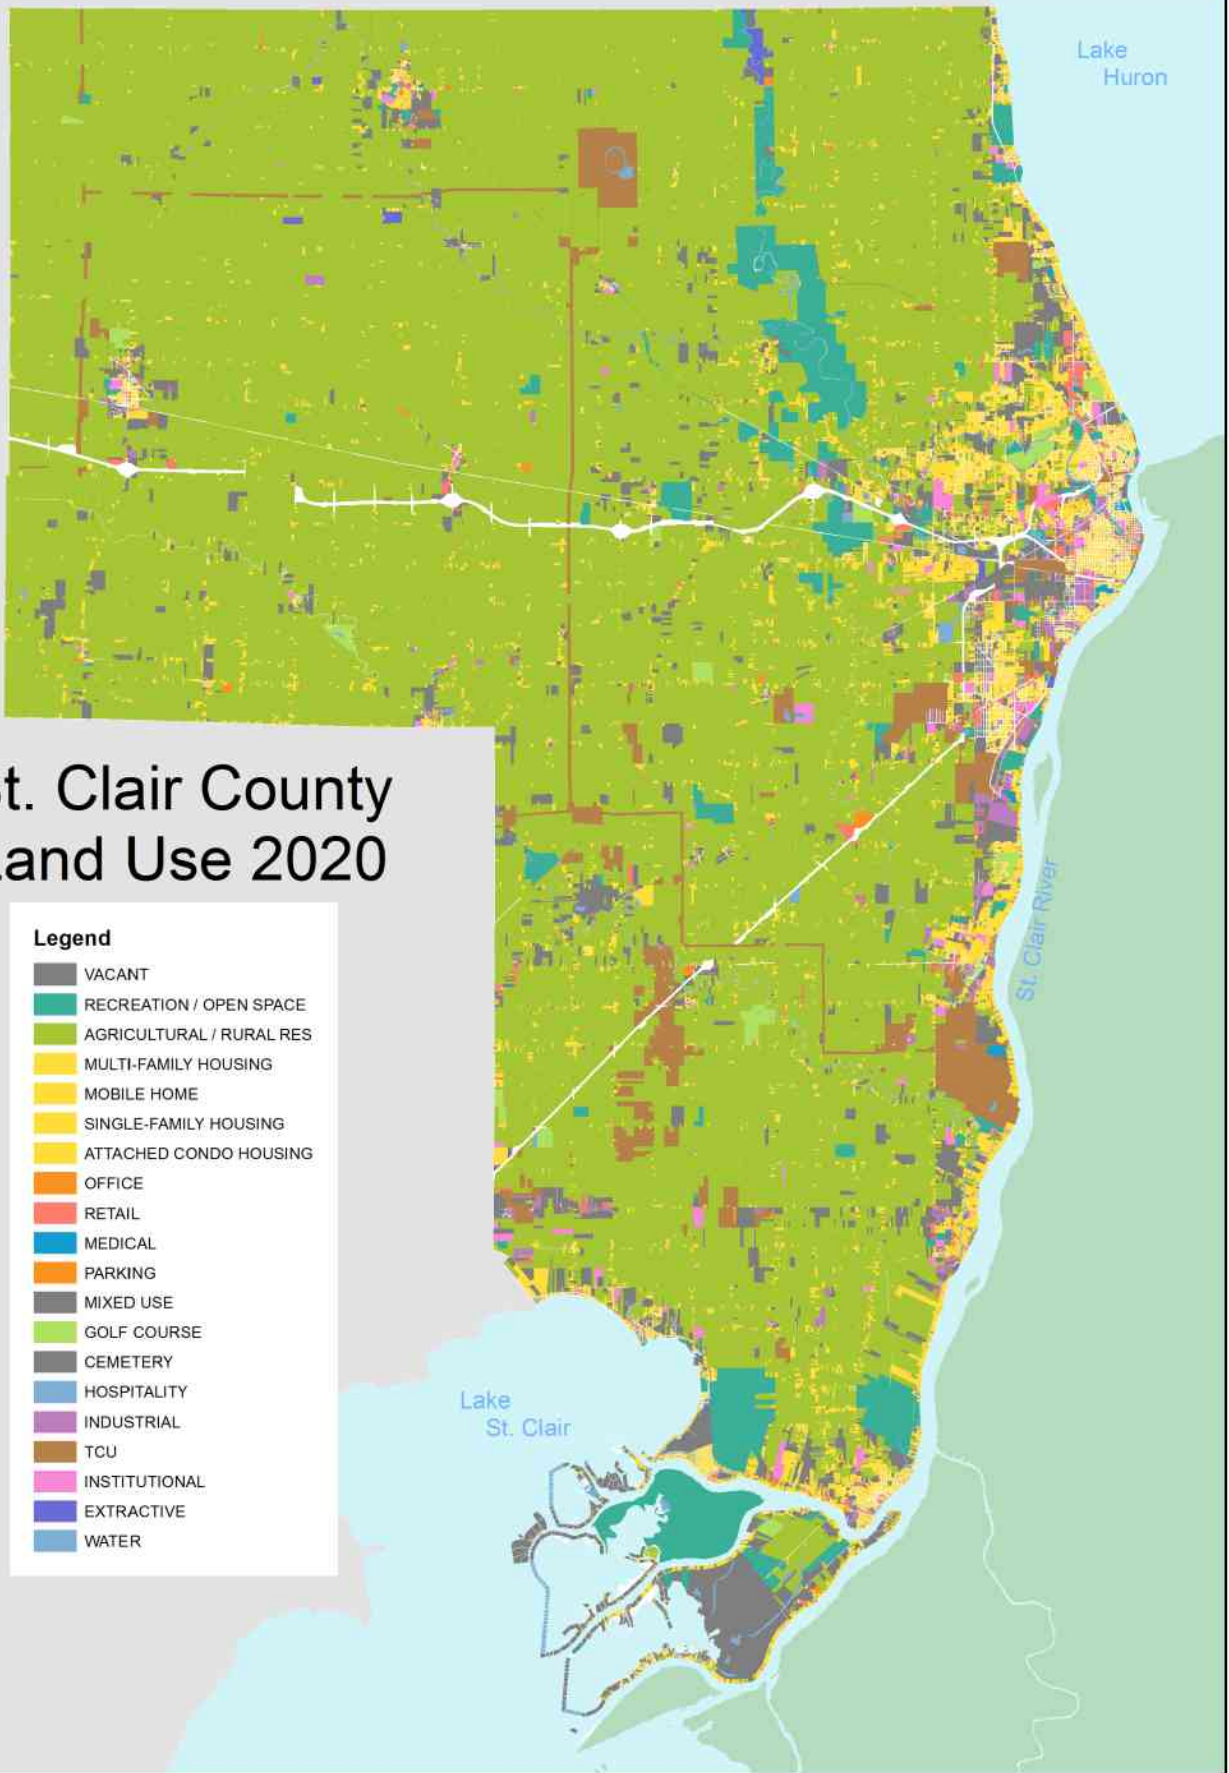 Lake
Huron
t. Clair County
and Use 2020
St. Clair River
Legend
VACANT
RECREATION / OPEN SPACE
AGRICULTURAL / RURAL RES
MULTI-FAMILY HOUSING
MOBILE HOME
SINGLE-FAMILY HOUSING
ATTACHED CONDO HOUSING
OFFICE
RETAIL
MEDICAL
PARKING
MIXED USE
GOLF COURSE
CEMETERY
HOSPITALITY
INDUSTRIAL
TCU
INSTITUTIONAL
EXTRACTIVE
WATER
Lake
St. Clair